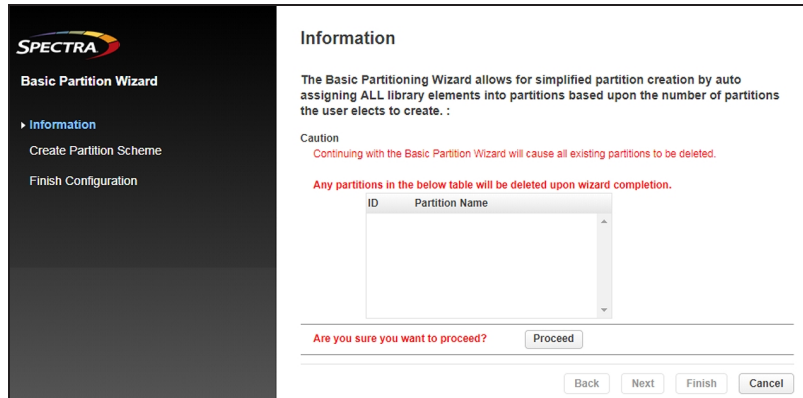 SPECTRA
Basic Partition Wizard
Information
Create Partition Scheme
Finish Configuration
Information
The Basic Partitioning Wizard allows for simplified partition creation by auto
assigning ALL library elements into partitions based upon the number of partitions
the user elects to create. :
Caution
Continuing with the Basic Partition Wizard will cause all existing partitions to be deleted.
Any partitions in the below table will be deleted upon wizard completion.
ID Partition Name
Are you sure you want to proceed? Proceed
Back Next Finish Cancel